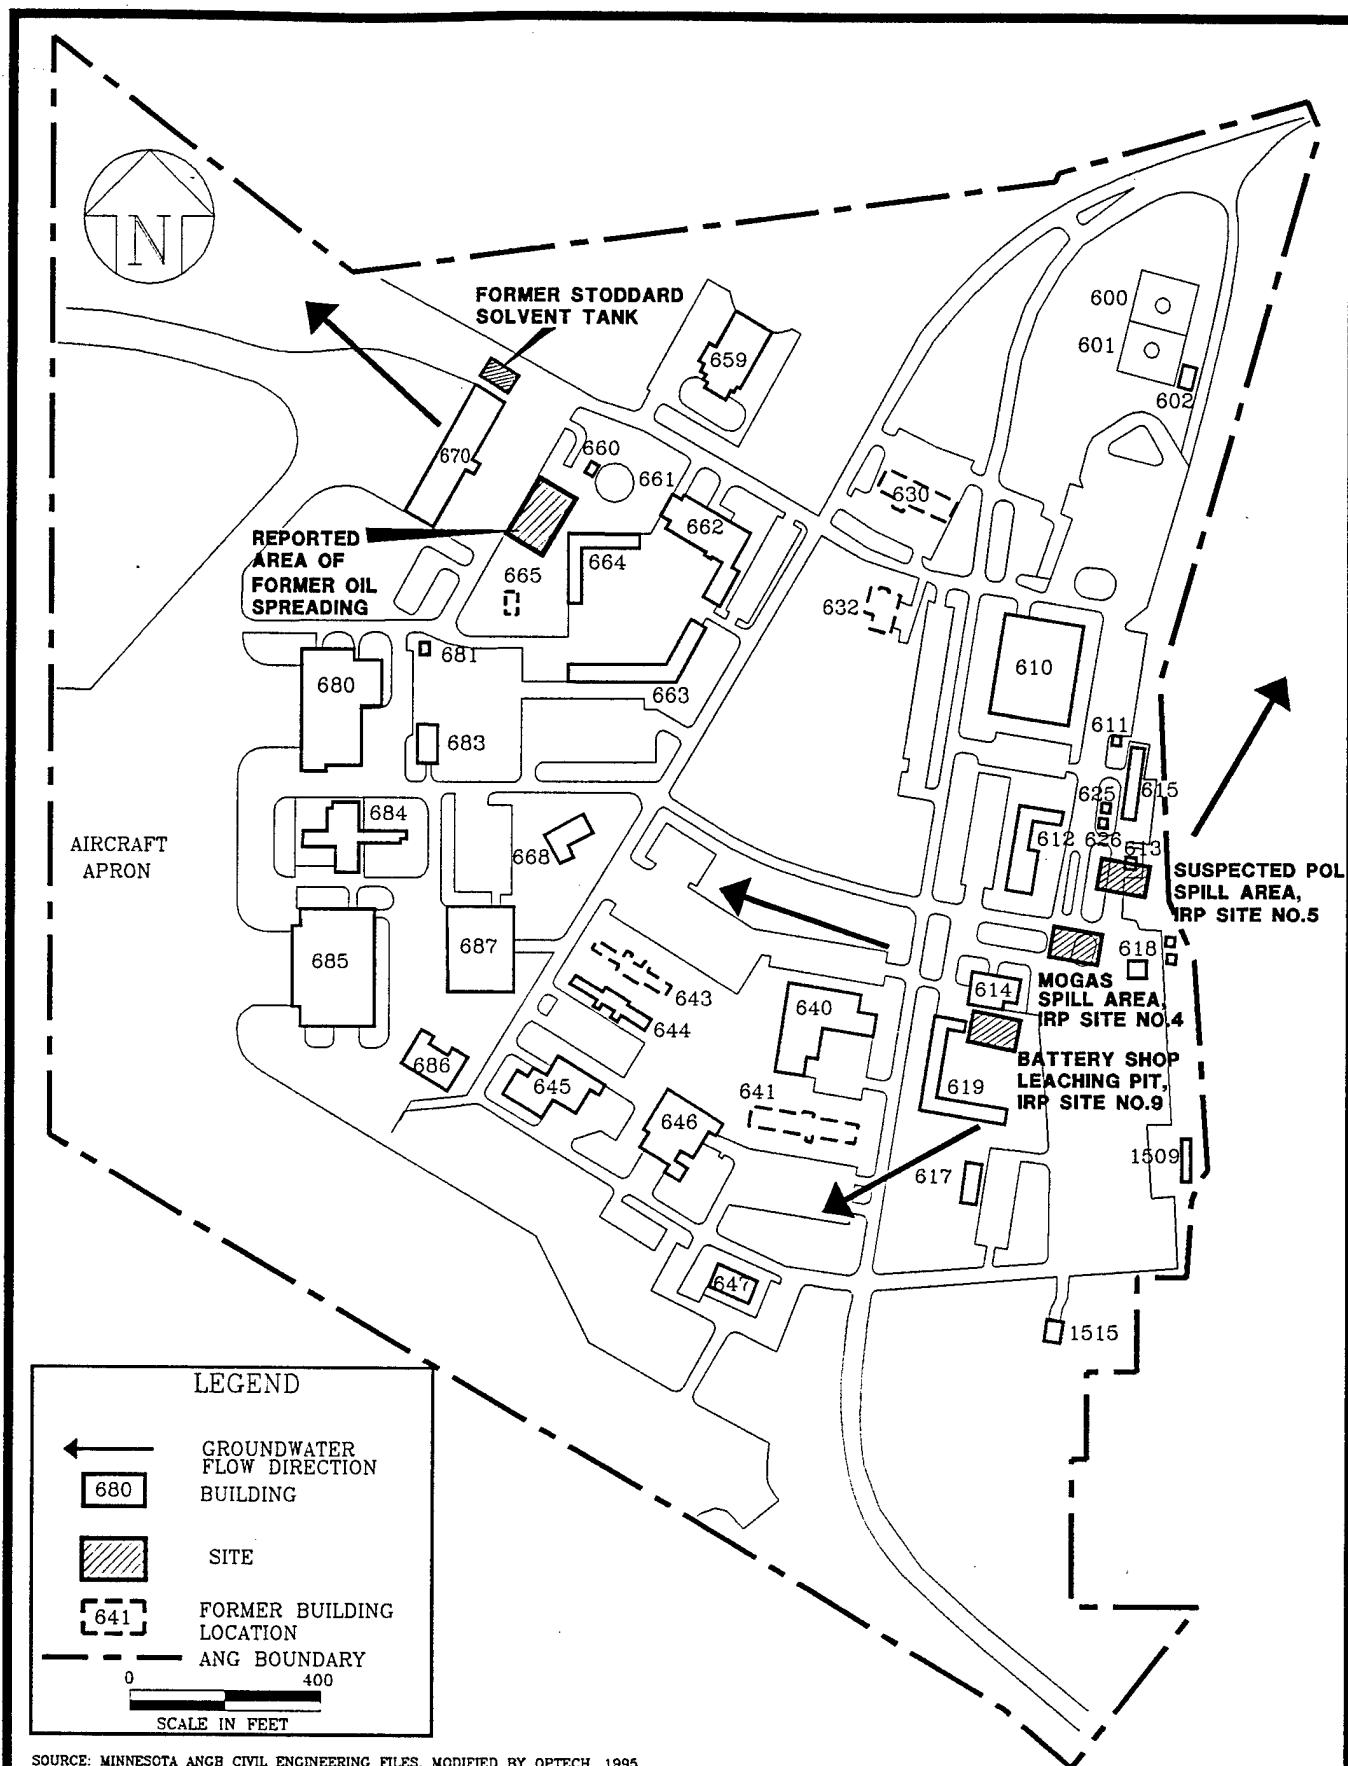 N
FORMER STODDARD
SOLVENT TANK
600
601
602
659
660
661
670
630
662
REPORTED
AREA OF
FORMER OIL
SPREADING
664
665
632
681
680
663
610
683
611
615
625
626
612
613
684
668
AIRCRAFT
APRON
SUSPECTED POL
SPILL AREA,
IRP SITE NO.5
685
687
643
644
640
618
614
MOGAS
SPILL AREA,
IRP SITE NO.4
686
645
646
641
619
BATTERY SHOP
LEACHING PIT,
IRP SITE NO.9
617
1509
647
1515
LEGEND
GROUNDWATER
FLOW DIRECTION
680
BUILDING
SITE
641
FORMER BUILDING
LOCATION
ANG BOUNDARY
0 400
SCALE IN FEET
SOURCE: MINNESOTA ANGB CIVIL ENGINEERING FILES, MODIFIED BY OPTECH, 1995